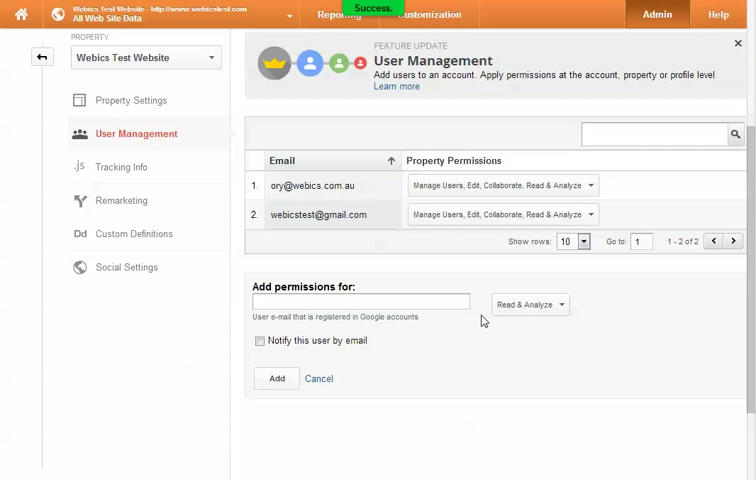 Webics Test Website - http://www.webicstest.com
All Web Site Data
Reporting
Success.
Customization
Admin
Help
PROPERTY
Webics Test Website
Property Settings
User Management
.js Tracking Info
Remarketing
Dd Custom Definitions
Social Settings
FEATURE UPDATE
User Management
Add users to an account. Apply permissions at the account, property or profile level.
Learn more
Email Property Permissions
1. ory@webics.com.au Manage Users, Edit, Collaborate, Read & Analyze
2. webicstest@gmail.com Manage Users, Edit, Collaborate, Read & Analyze
Show rows: 10 Go to: 1 1 - 2 of 2
Add permissions for:
Read & Analyze
User e-mail that is registered in Google accounts
Notify this user by email
Add Cancel